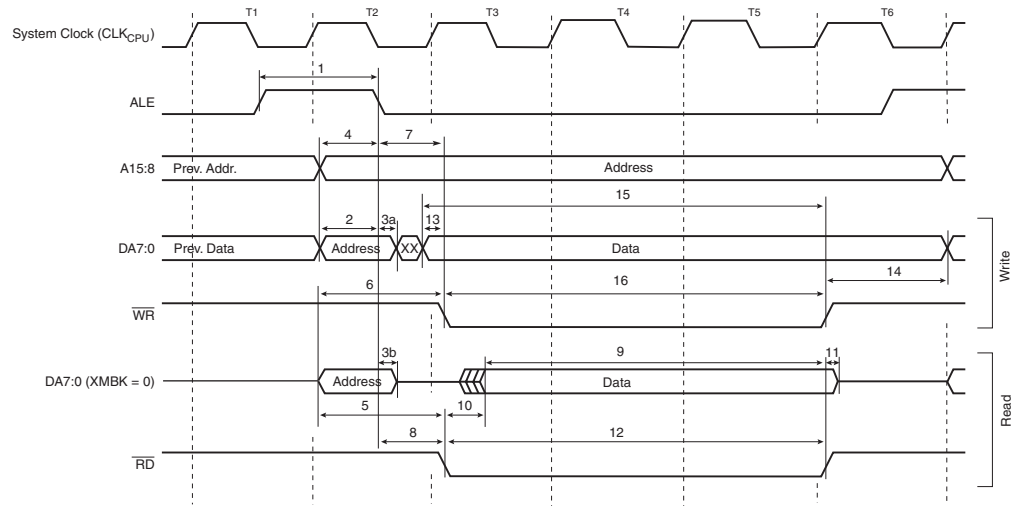 T1 T2 T3 T4 T5 T6
System Clock (CLKCPU)
1
ALE
4 7
A15:8 Prev. Addr. Address
15
2 3a 13
DA7:0 Prev. Data Address XX Data
14
6 16
WR
Write
3b 9 11
DA7:0 (XMBK = 0) Address Data
5 10
8 12
RD
Read